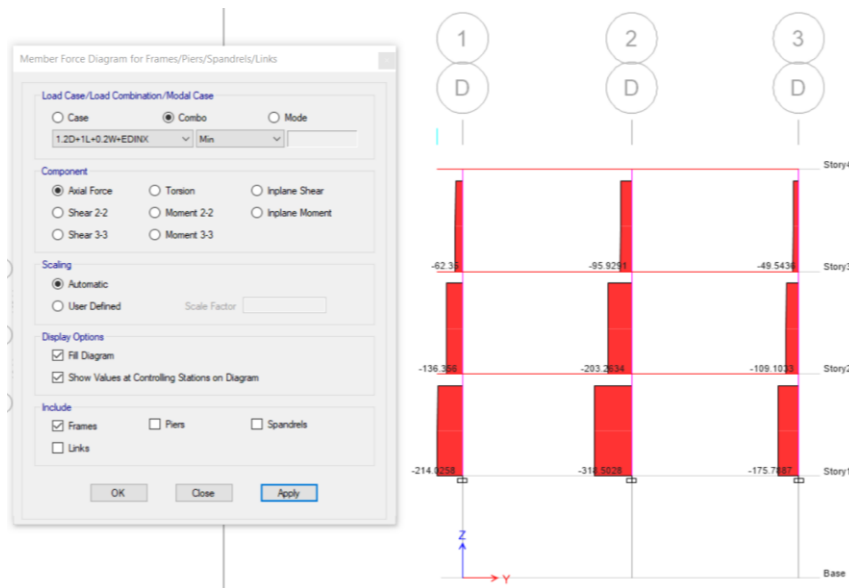 Member Force Diagram for Frames/Piers/Spandrels/Links
Load Case/Load Combination/Modal Case
Case Combo Mode
1.2D+1L+0.2W+EDINX Min
Component
Axial Force Torsion Inplane Shear
Shear 2-2 Moment 2-2 Inplane Moment
Shear 3-3 Moment 3-3
Scaling
Automatic
User Defined Scale Factor
Display Options
Fill Diagram
Show Values at Controlling Stations on Diagram
Include
Frames Piers Spandrels
Links
OK Close Apply
1 2 3
D D D
Story4
-62.35 -95.9291 -49.5436 Story3
-136.356 -203.2634 -109.1033 Story2
-214.0258 -318.5028 -175.7887 Story1
Z
Y
Base